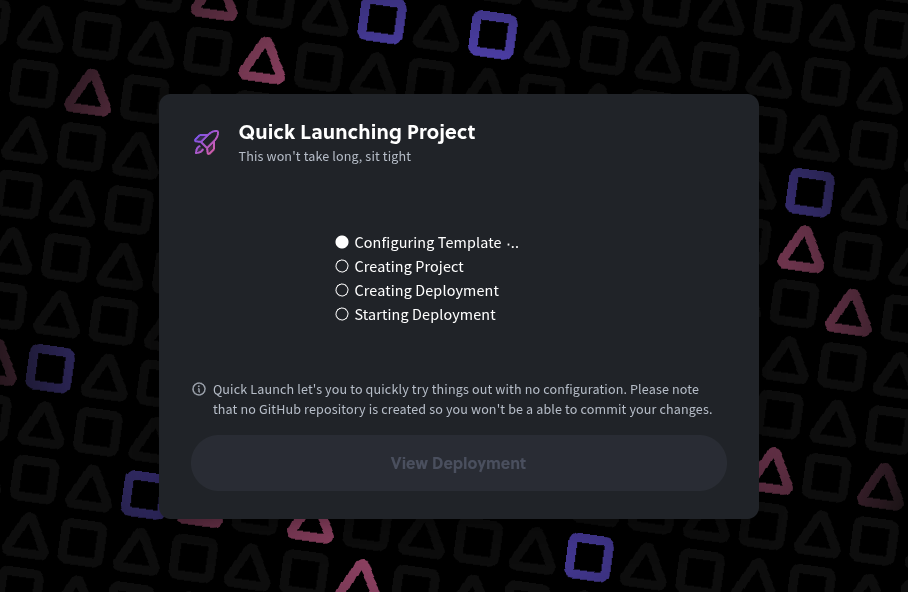 Quick Launching Project
This won't take long, sit tight
Configuring Template ...
Creating Project
Creating Deployment
Starting Deployment
Quick Launch let's you to quickly try things out with no configuration. Please note
that no GitHub repository is created so you won't be a able to commit your changes.
View Deployment